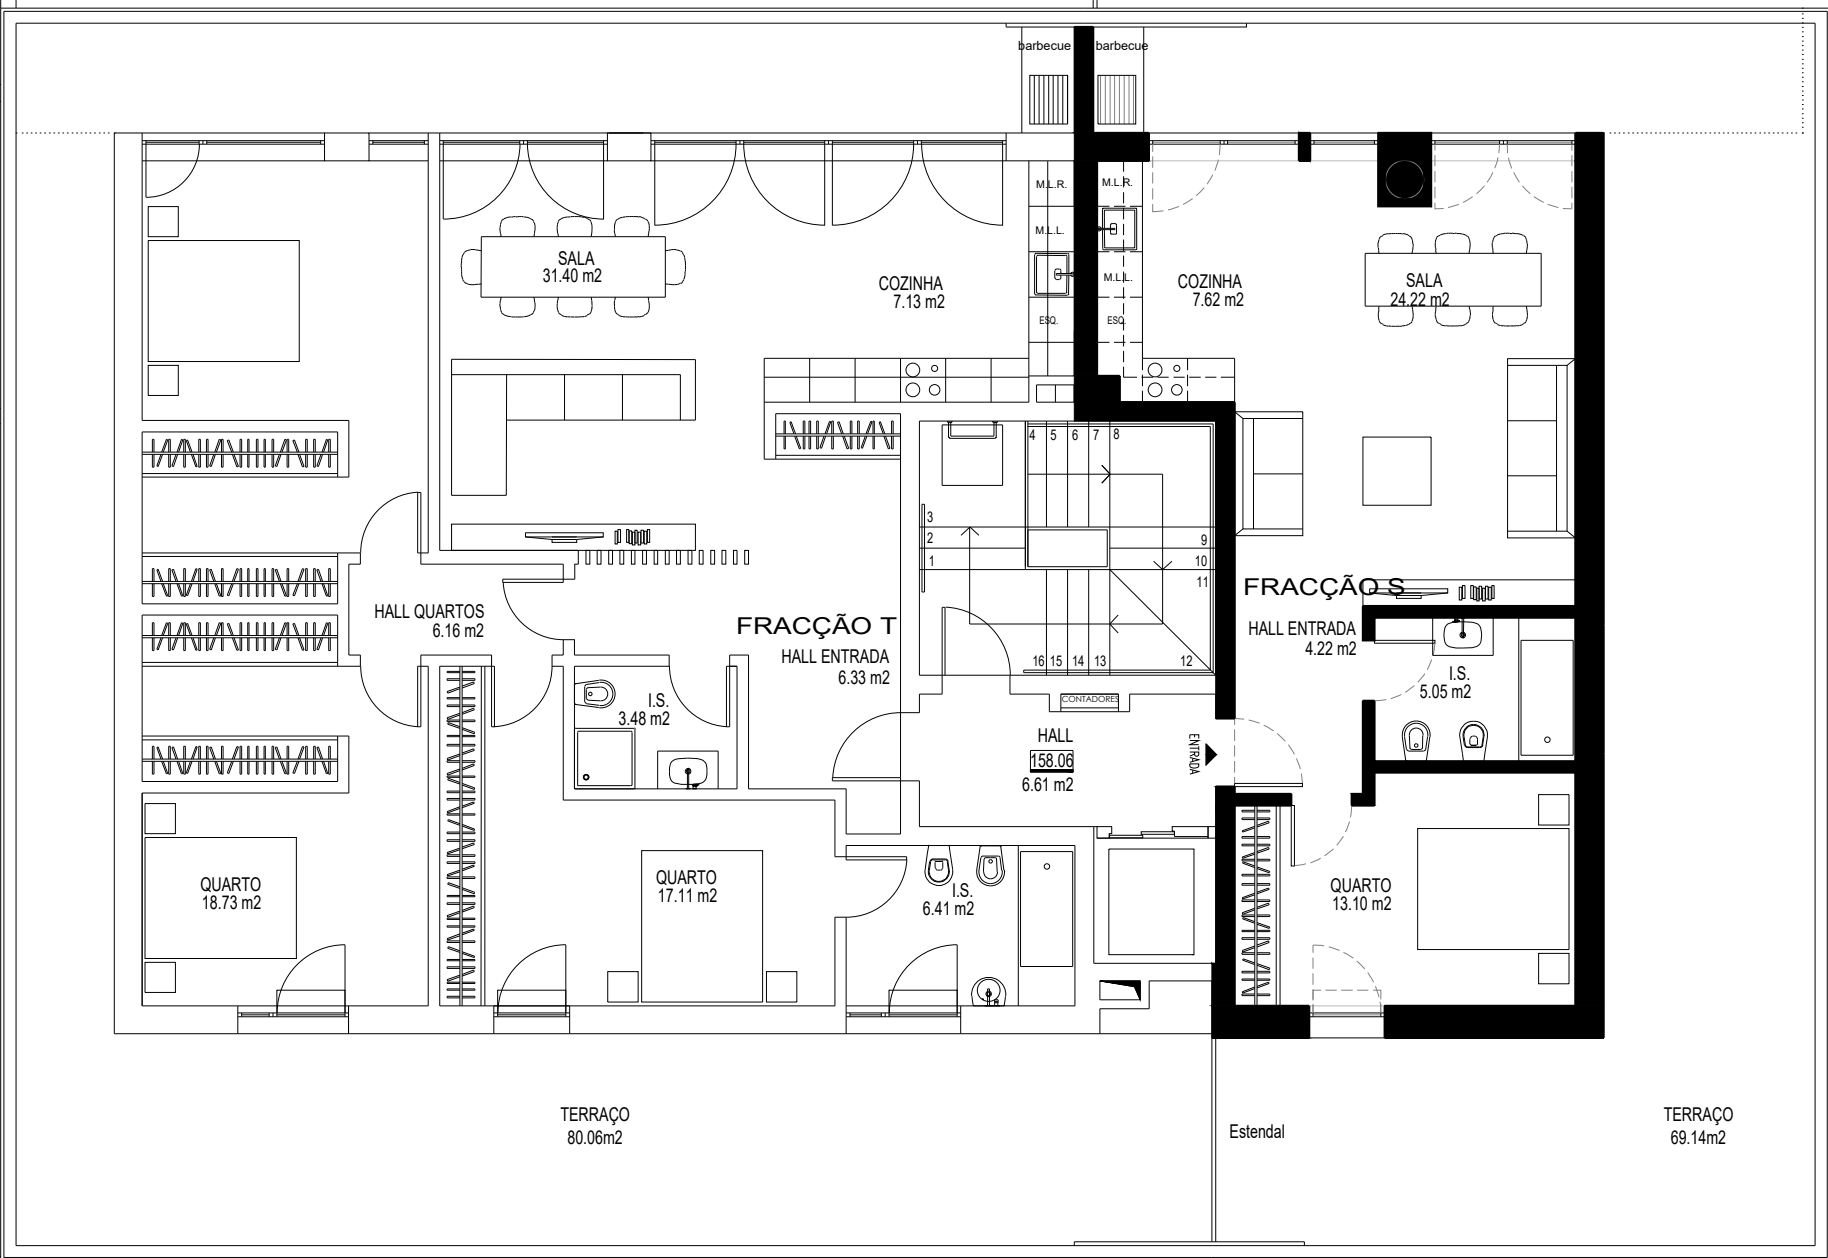 barbecue
barbecue
M.L.R.
M.L.L.
ESQ.
M.L.R.
M.L.L.
ESQ.
SALA
31.40 m2
COZINHA
7.13 m2
COZINHA
7.62 m2
SALA
24.22 m2
4 5 6 7 8
3
2
1
9
10
11
16 15 14 13 12
HALL QUARTOS
6.16 m2
FRACÇÃO T
HALL ENTRADA
6.33 m2
FRACÇÃO S
HALL ENTRADA
4.22 m2
I.S.
3.48 m2
I.S.
5.05 m2
CONTADORES
HALL
158.06
6.61 m2
ENTRADA
QUARTO
18.73 m2
QUARTO
17.11 m2
I.S.
6.41 m2
QUARTO
13.10 m2
TERRAÇO
80.06m2
Estendal
TERRAÇO
69.14m2